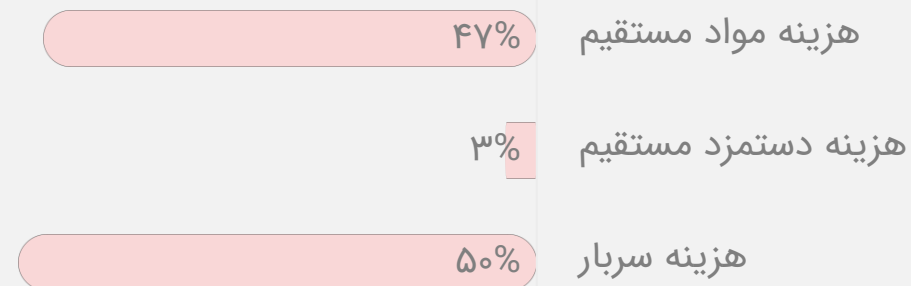 هزینه مواد مستقیم ۴۷%
هزینه دستمزد مستقیم ۳%
هزینه سربار ۵۰%